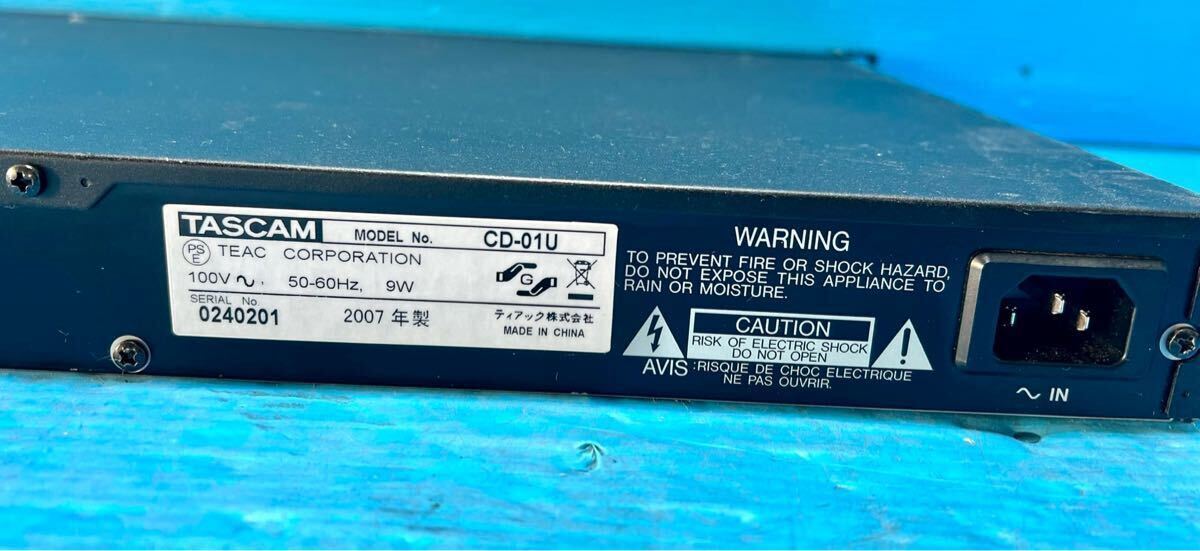 TASCAM MODEL No. CD-01U
PSE TEAC CORPORATION
100V ～, 50-60Hz, 9W
G
SERIAL No.
0240201 2007 年製
ティアック株式会社
MADE IN CHINA
WARNING
TO PREVENT FIRE OR SHOCK HAZARD,
DO NOT EXPOSE THIS APPLIANCE TO
RAIN OR MOISTURE.
CAUTION
RISK OF ELECTRIC SHOCK
DO NOT OPEN
AVIS : RISQUE DE CHOC ELECTRIQUE
NE PAS OUVRIR.
～ IN